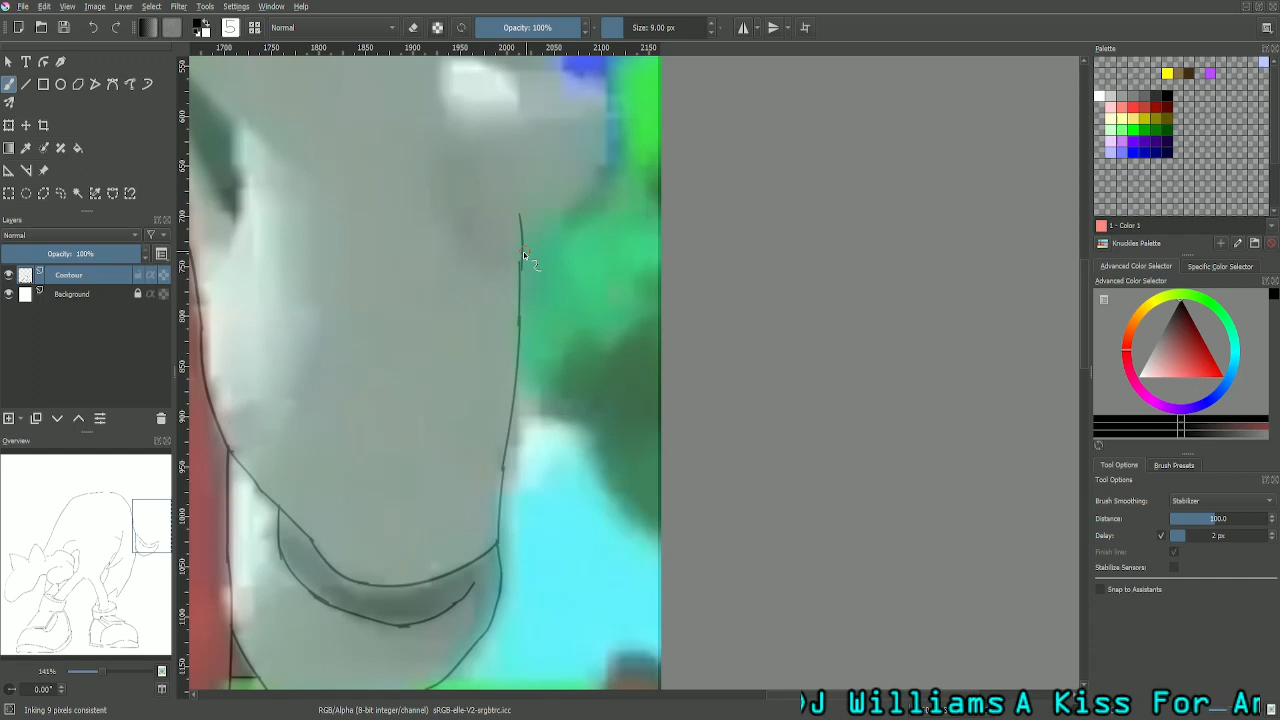 File Edit View Image Layer Select Filter Tools Settings Window Help
Normal Opacity: 100% Size: 9.00 px
1700 1750 1800 1850 1900 1950 2000 2050 2100 2150
Layers
Normal
Opacity: 100%
Contour
Background
Overview
141%
0.00°
Palette
1 - Color 1
Knuckles Palette
Advanced Color Selector Specific Color Selector
Advanced Color Selector
Tool Options Brush Presets
Tool Options
Brush Smoothing: Stabilizer
Distance: 100.0
Delay: 2 px
Finish line:
Stabilize Sensors:
Snap to Assistants
Inking 9 pixels consistent RGB/Alpha (8-bit integer/channel) sRGB-elle-V2-srgbtrc.icc
DJ Williams A Kiss For